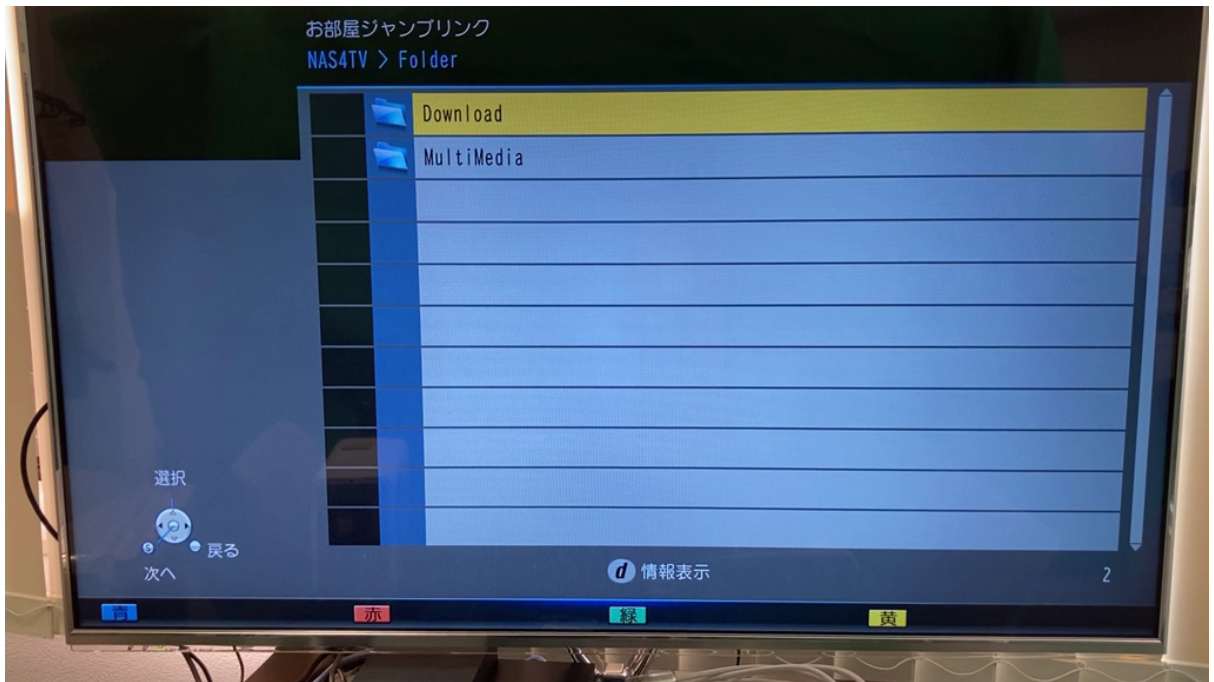 お部屋ジャンプリンク
NAS4TV > Folder
Download
MultiMedia
選択
戻る
次へ
d 情報表示
2
青
赤
緑
黄